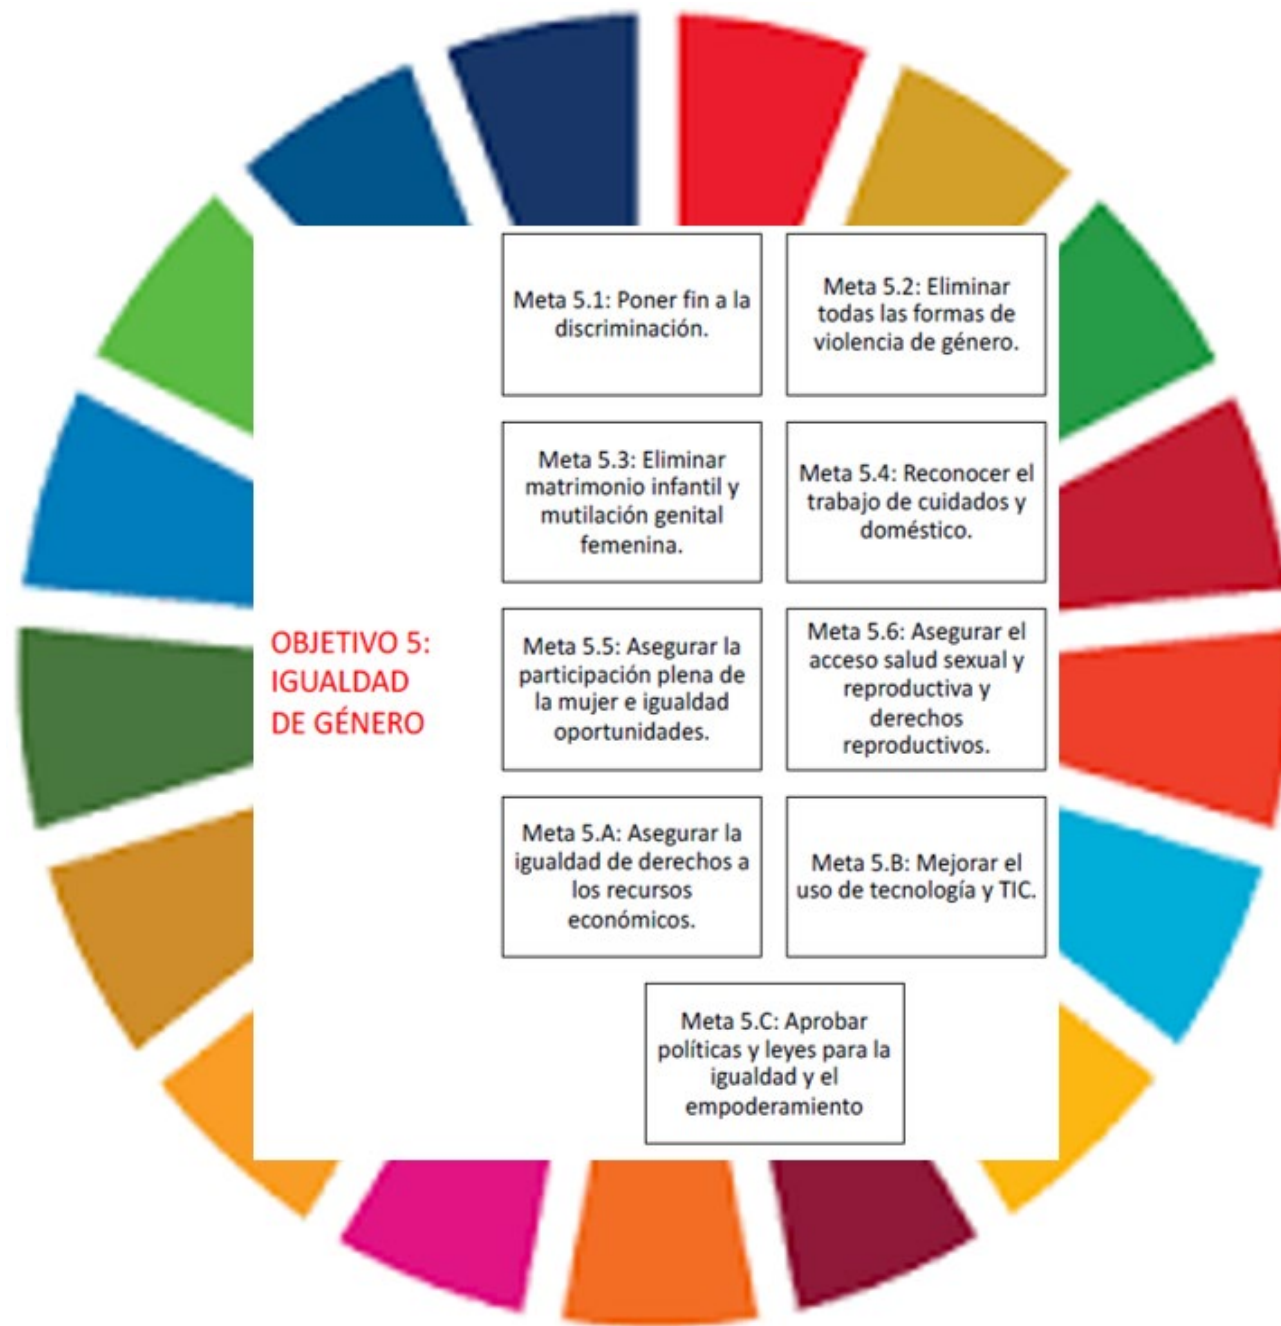 Meta 5.1: Poner fin a la
discriminación.
Meta 5.2: Eliminar
todas las formas de
violencia de género.
Meta 5.3: Eliminar
matrimonio infantil y
mutilación genital
femenina.
Meta 5.4: Reconocer el
trabajo de cuidados y
doméstico.
OBJETIVO 5:
IGUALDAD
DE GÉNERO
Meta 5.5: Asegurar la
participación plena de
la mujer e igualdad
oportunidades.
Meta 5.6: Asegurar el
acceso salud sexual y
reproductiva y
derechos
reproductivos.
Meta 5.A: Asegurar la
igualdad de derechos a
los recursos
económicos.
Meta 5.B: Mejorar el
uso de tecnología y TIC.
Meta 5.C: Aprobar
políticas y leyes para la
igualdad y el
empoderamiento